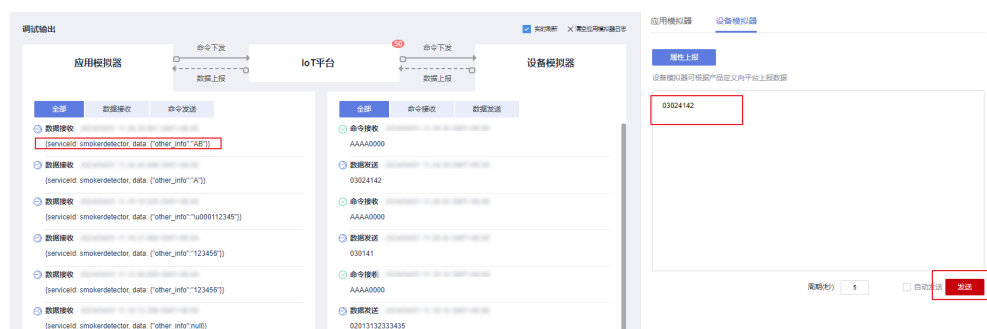 调试输出
实时刷新
清空应用模拟器日志
应用模拟器
命令下发
数据上报
IoT平台
50
命令下发
数据上报
设备模拟器
全部
数据接收
命令发送
数据接收
{serviceId: smokerdetector, data: {"other_info":"AB"}}
数据接收
{serviceId: smokerdetector, data: {"other_info":"A"}}
数据接收
{serviceId: smokerdetector, data: {"other_info":"\u000112345"}}
数据接收
{serviceId: smokerdetector, data: {"other_info":"123456"}}
数据接收
{serviceId: smokerdetector, data: {"other_info":"123456"}}
数据接收
{serviceId: smokerdetector, data: {"other_info":null}}
全部
命令接收
数据发送
命令接收
AAAA0000
数据发送
03024142
命令接收
AAAA0000
数据发送
030141
命令接收
AAAA0000
数据发送
02013132333435
应用模拟器
设备模拟器
属性上报
设备模拟器可根据产品定义向平台上报数据
03024142
周期(秒):
5
自动发送
发送